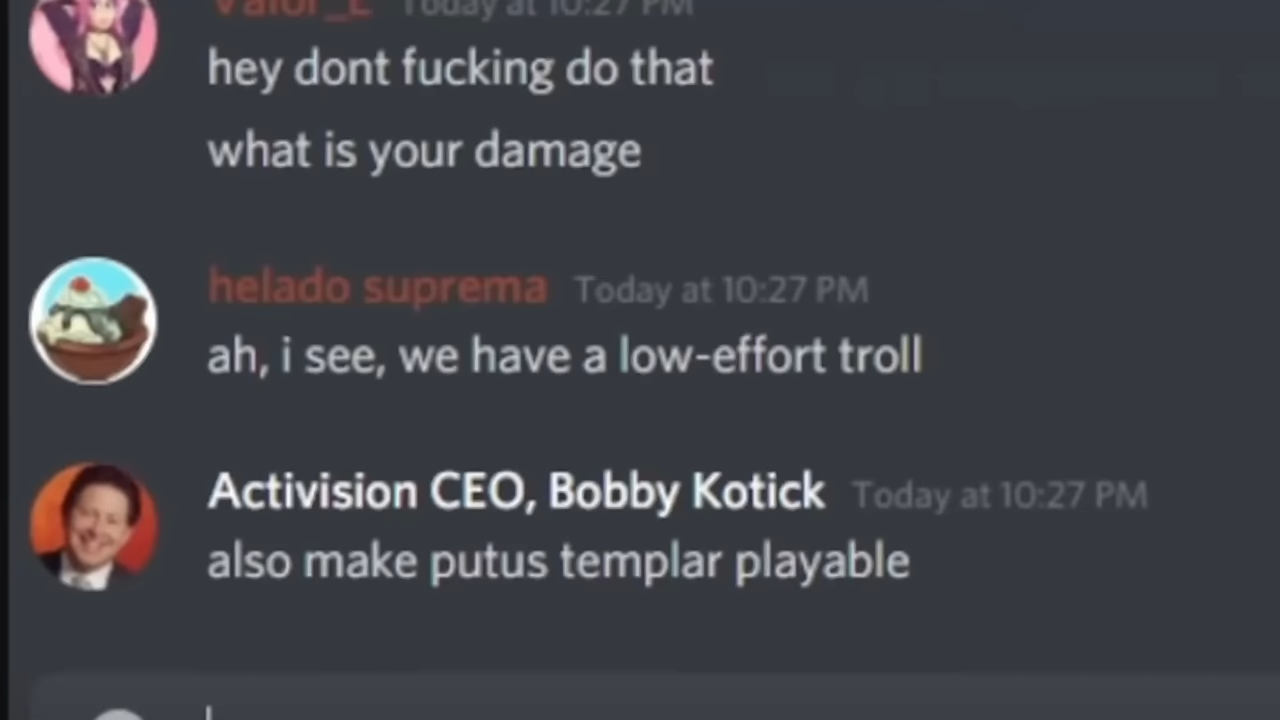 Valor_E Today at 10:27 PM
hey dont fucking do that
what is your damage
helado suprema Today at 10:27 PM
ah, i see, we have a low-effort troll
Activision CEO, Bobby Kotick Today at 10:27 PM
also make putus templar playable